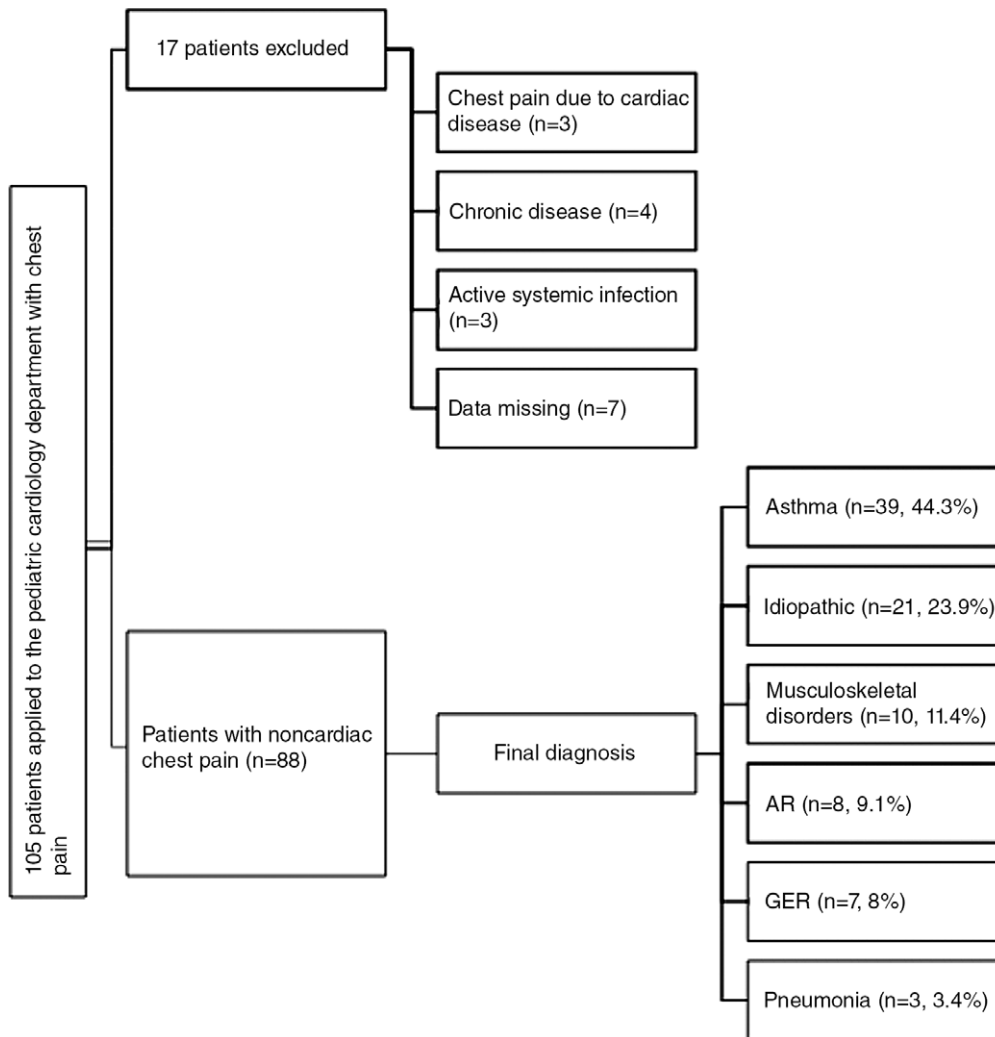 105 patients applied to the pediatric cardiology department with chest
pain
17 patients excluded
Chest pain due to cardiac
disease (n=3)
Chronic disease (n=4)
Active systemic infection
(n=3)
Data missing (n=7)
Patients with noncardiac
chest pain (n=88)
Final diagnosis
Asthma (n=39, 44.3%)
Idiopathic (n=21, 23.9%)
Musculoskeletal
disorders (n=10, 11.4%)
AR (n=8, 9.1%)
GER (n=7, 8%)
Pneumonia (n=3, 3.4%)